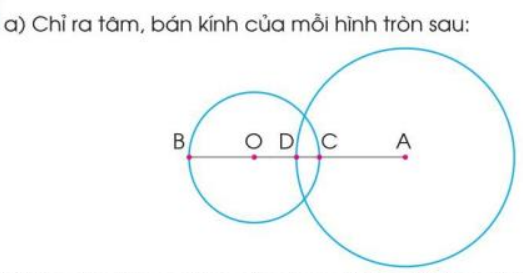 a) Chỉ ra tâm, bán kính của mỗi hình tròn sau:
B O D C A